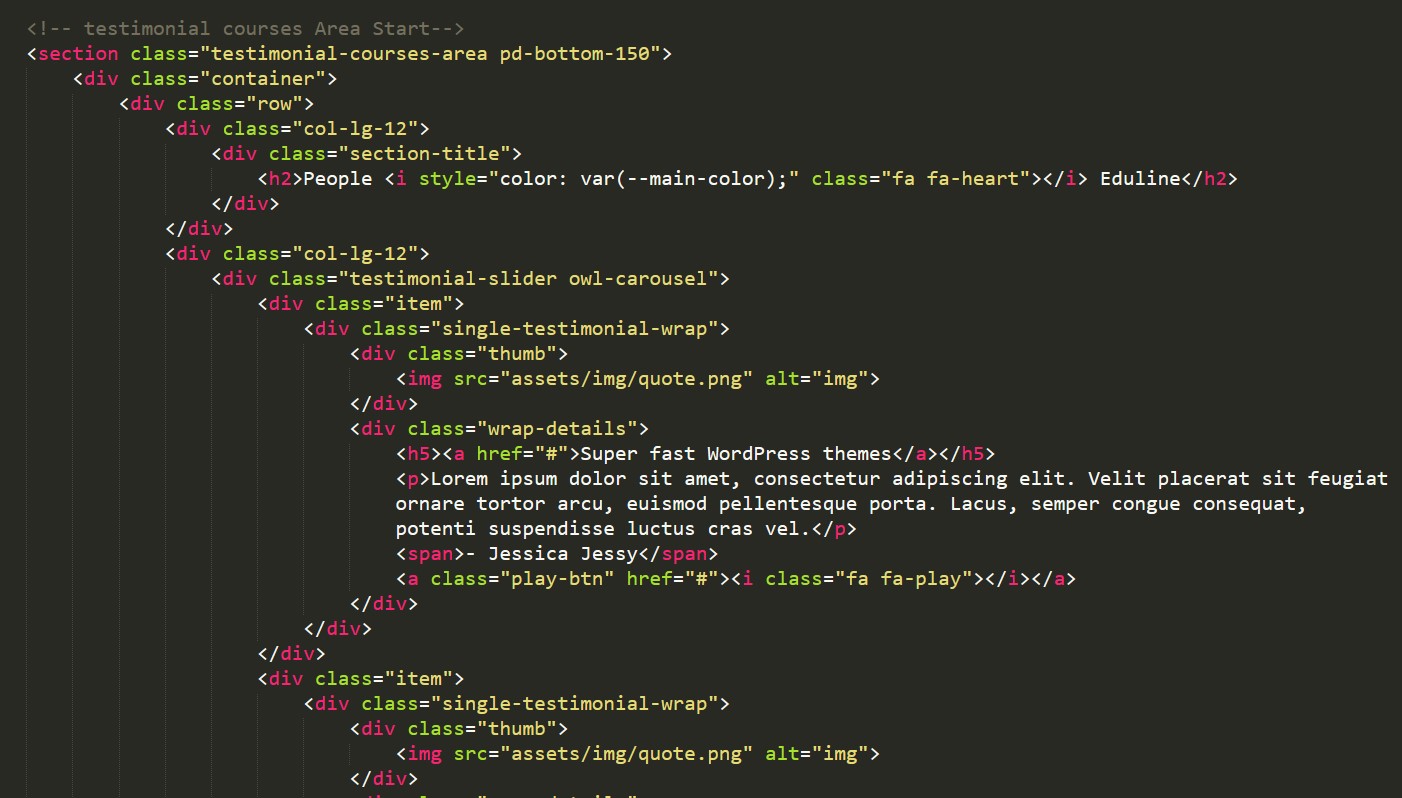 <!-- testimonial courses Area Start-->
<section class="testimonial-courses-area pd-bottom-150">
<div class="container">
<div class="row">
<div class="col-lg-12">
<div class="section-title">
<h2>People <i style="color: var(--main-color);" class="fa fa-heart"></i> Eduline</h2>
</div>
</div>
<div class="col-lg-12">
<div class="testimonial-slider owl-carousel">
<div class="item">
<div class="single-testimonial-wrap">
<div class="thumb">
<img src="assets/img/quote.png" alt="img">
</div>
<div class="wrap-details">
<h5><a href="#">Super fast WordPress themes</a></h5>
<p>Lorem ipsum dolor sit amet, consectetur adipiscing elit. Velit placerat sit feugiat
ornare tortor arcu, euismod pellentesque porta. Lacus, semper congue consequat,
potenti suspendisse luctus cras vel.</p>
<span>- Jessica Jessy</span>
<a class="play-btn" href="#"><i class="fa fa-play"></i></a>
</div>
</div>
</div>
<div class="item">
<div class="single-testimonial-wrap">
<div class="thumb">
<img src="assets/img/quote.png" alt="img">
</div>